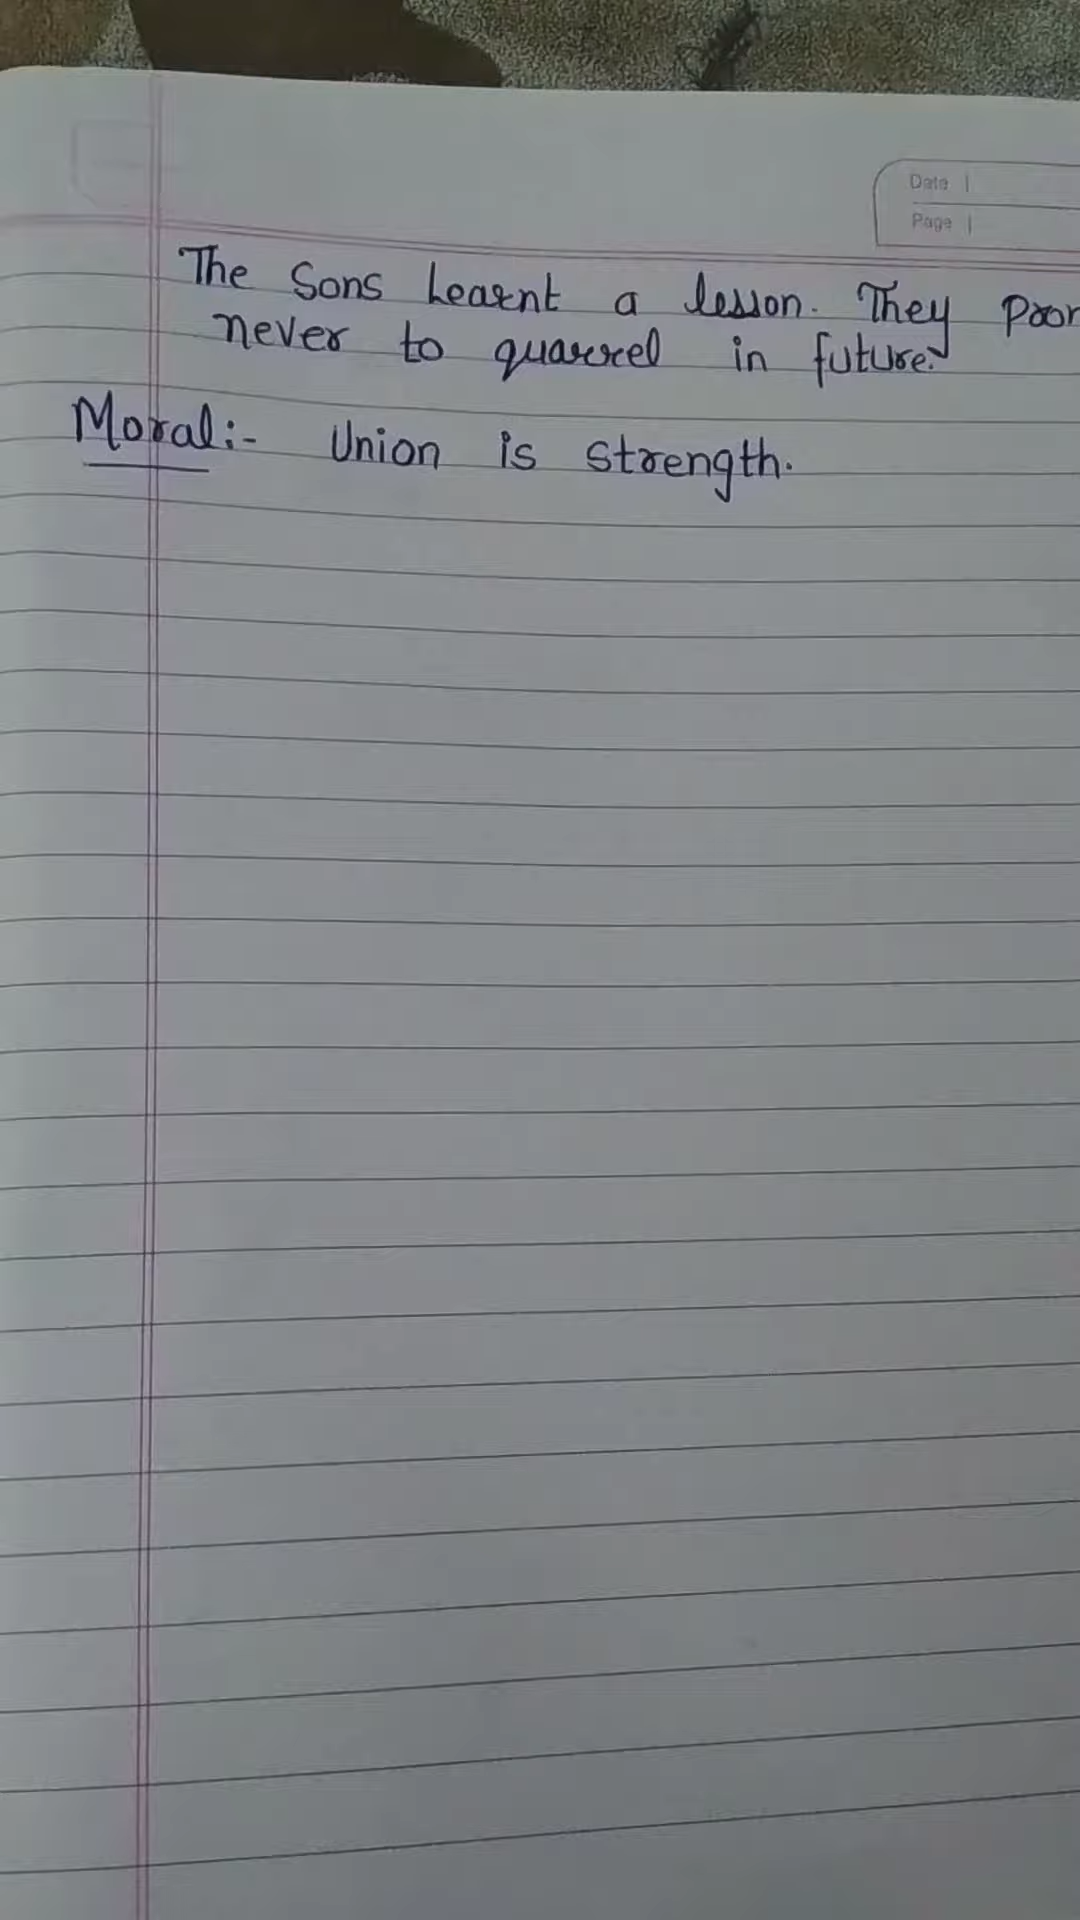 Date
Page
The Sons Learnt a lesson. They
never to quarrel in future.
Moral:- Union is strength.